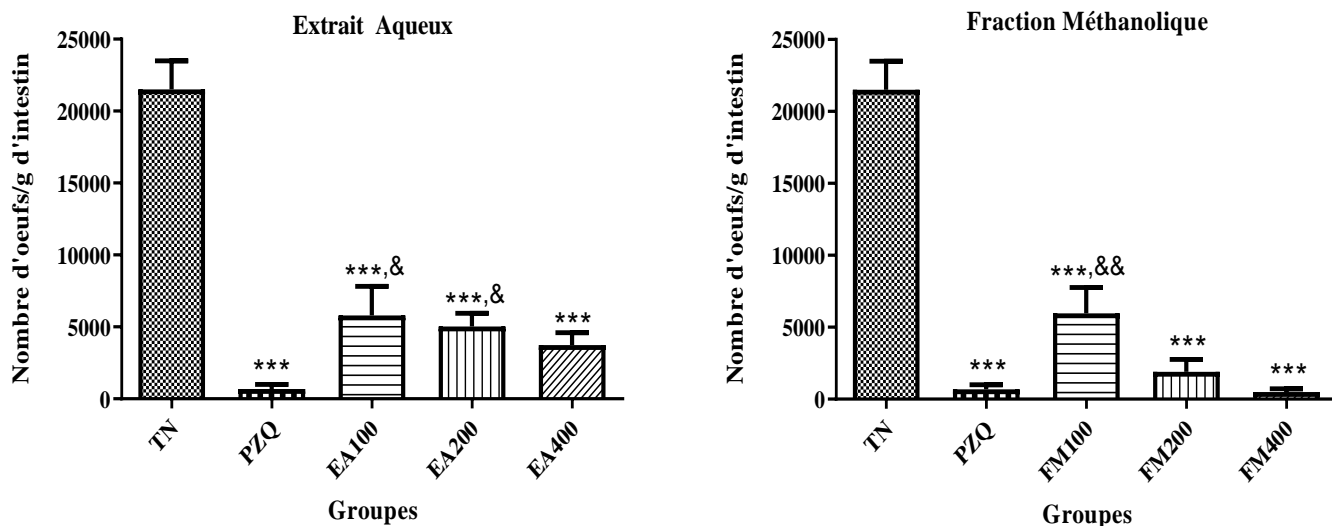 Extrait Aqueux
Nombre d'oeufs/g d'intestin
25000
20000
15000
10000
5000
0
***
***,&
***,&
***
TN
PZQ
EA100
EA200
EA400
Groupes
Fraction Méthanolique
Nombre d'oeufs/g d'intestin
25000
20000
15000
10000
5000
0
***
***,&&
***
***
TN
PZQ
FM100
FM200
FM400
Groupes